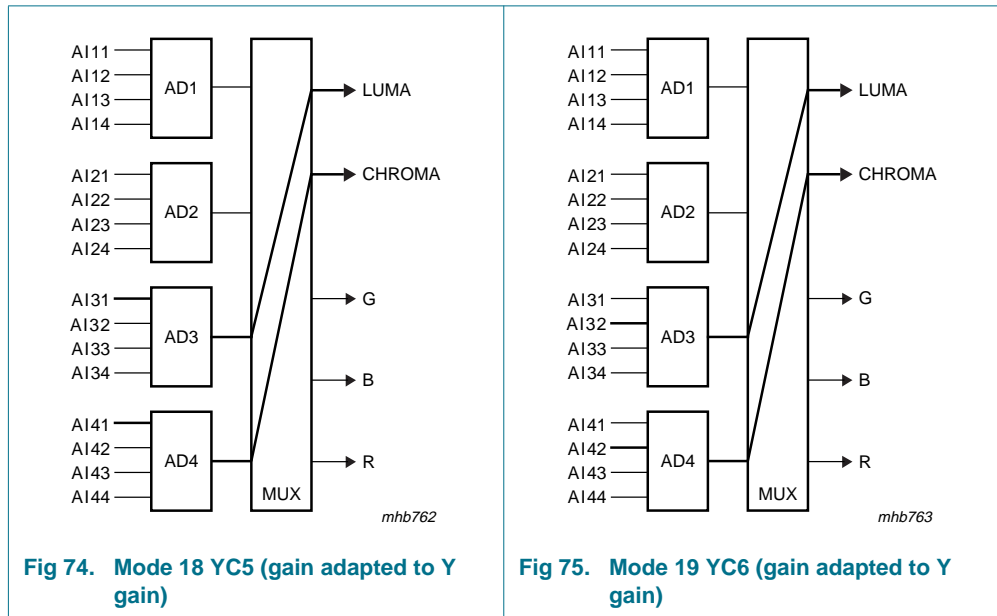 AI11
AI12
AI13
AI14
AD1
AI21
AI22
AI23
AI24
AD2
AI31
AI32
AI33
AI34
AD3
AI41
AI42
AI43
AI44
AD4
MUX
LUMA
CHROMA
G
B
R
mhb762
Fig 74. Mode 18 YC5 (gain adapted to Y
gain)
AI11
AI12
AI13
AI14
AD1
AI21
AI22
AI23
AI24
AD2
AI31
AI32
AI33
AI34
AD3
AI41
AI42
AI43
AI44
AD4
MUX
LUMA
CHROMA
G
B
R
mhb763
Fig 75. Mode 19 YC6 (gain adapted to Y
gain)